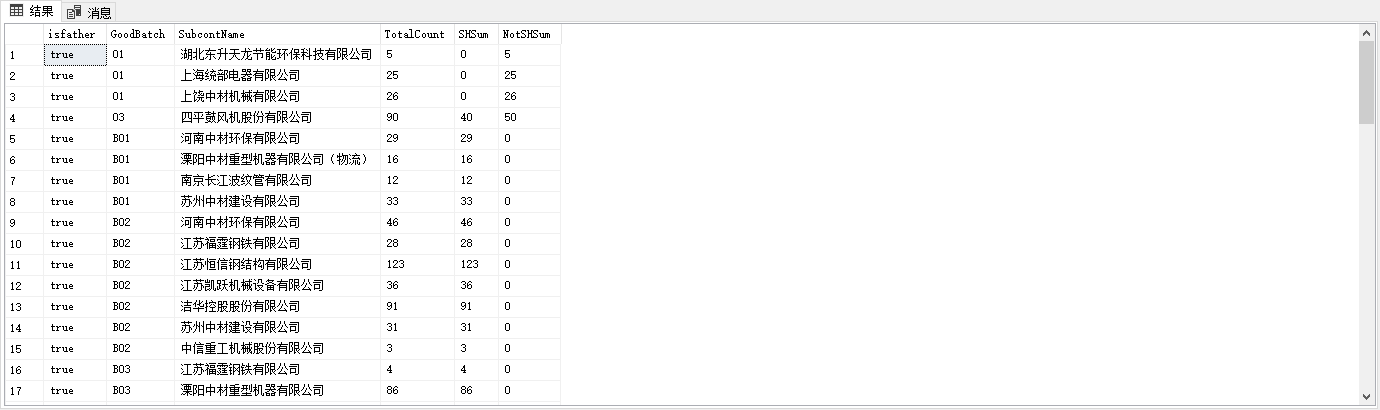 结果 消息
isfather GoodBatch SubcontName TotalCount SHSum NotSHSum
1 true 01 湖北东升天龙节能环保科技有限公司 5 0 5
2 true 01 上海统部电器有限公司 25 0 25
3 true 01 上饶中材机械有限公司 26 0 26
4 true 03 四平鼓风机股份有限公司 90 40 50
5 true B01 河南中材环保有限公司 29 29 0
6 true B01 溧阳中材重型机器有限公司（物流） 16 16 0
7 true B01 南京长江波纹管有限公司 12 12 0
8 true B01 苏州中材建设有限公司 33 33 0
9 true B02 河南中材环保有限公司 46 46 0
10 true B02 江苏福霆钢铁有限公司 28 28 0
11 true B02 江苏恒信钢结构有限公司 123 123 0
12 true B02 江苏凯跃机械设备有限公司 36 36 0
13 true B02 洁华控股股份有限公司 91 91 0
14 true B02 苏州中材建设有限公司 31 31 0
15 true B02 中信重工机械股份有限公司 3 3 0
16 true B03 江苏福霆钢铁有限公司 4 4 0
17 true B03 溧阳中材重型机器有限公司 86 86 0